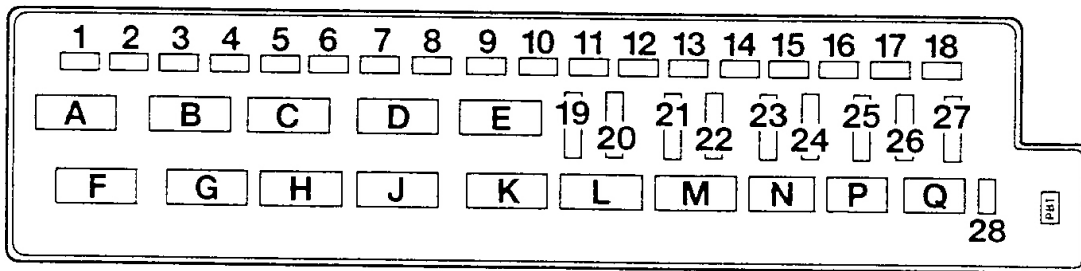 1 2 3 4 5 6 7 8 9 10 11 12 13 14 15 16 17 18
A B C D E 19 20 21 22 23 24 25 26 27
F G H J K L M N P Q 28
PB1